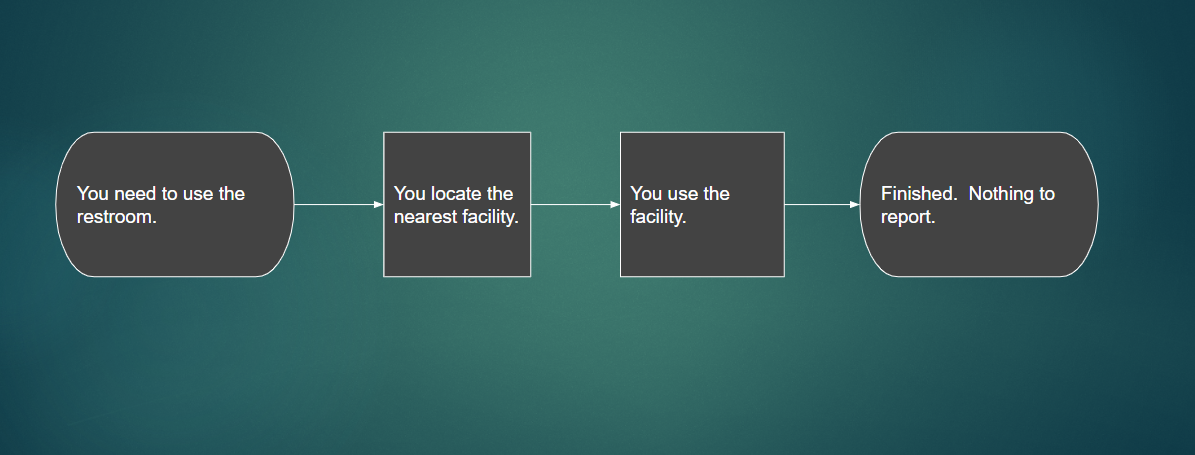 You need to use the
restroom.
You locate the
nearest facility.
You use the
facility.
Finished.  Nothing to
report.